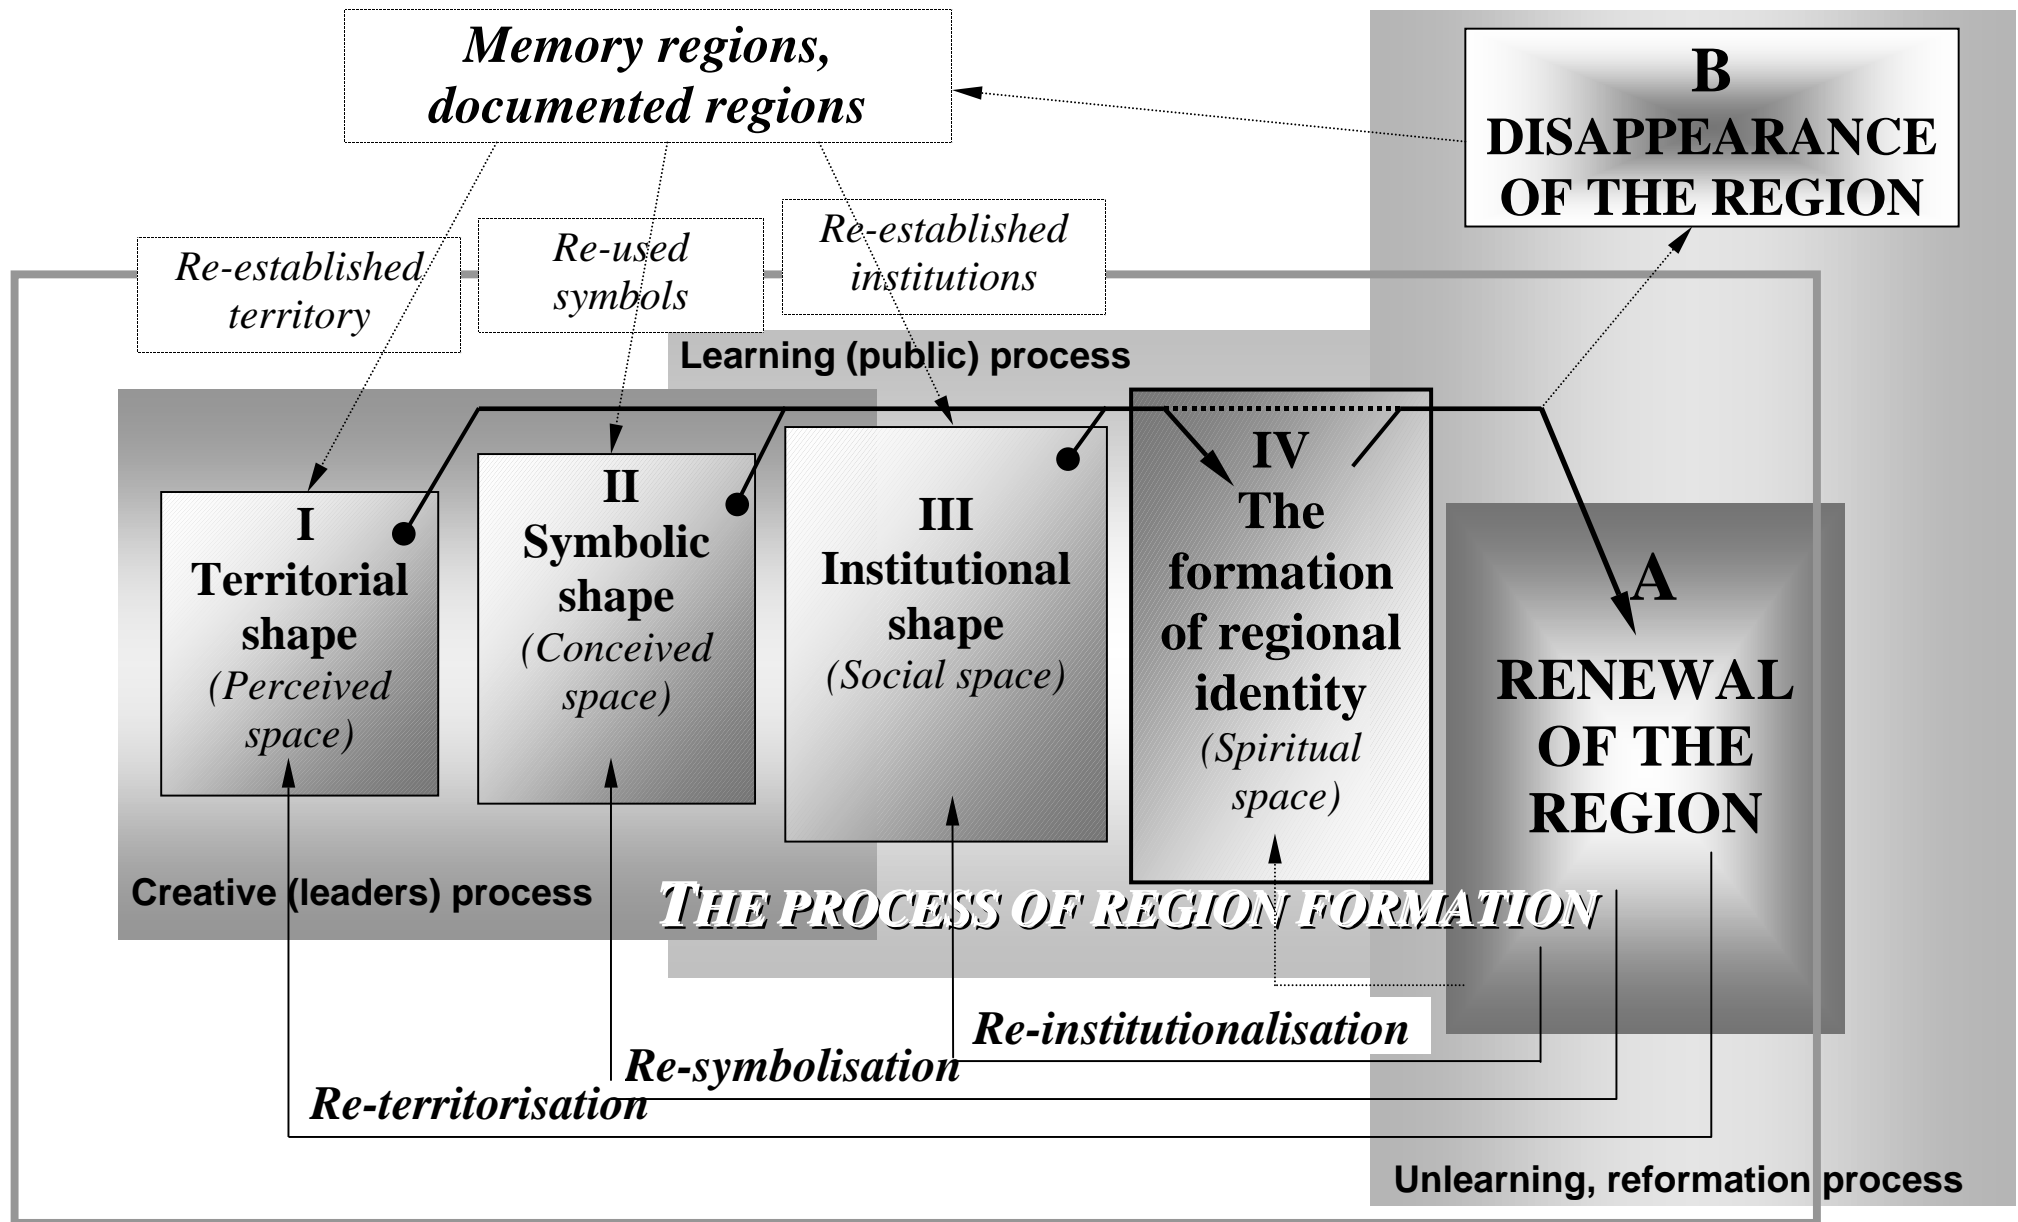 Memory regions,
documented regions
B
DISAPPEARANCE
OF THE REGION
Re-established
territory
Re-used
symbols
Re-established
institutions
Learning (public) process
I
Territorial
shape
(Perceived
space)
II
Symbolic
shape
(Conceived
space)
III
Institutional
shape
(Social space)
IV
The
formation
of regional
identity
(Spiritual
space)
A
RENEWAL
OF THE
REGION
Creative (leaders) process
THE PROCESS OF REGION FORMATION
Re-institutionalisation
Re-symbolisation
Re-territorisation
Unlearning, reformation process